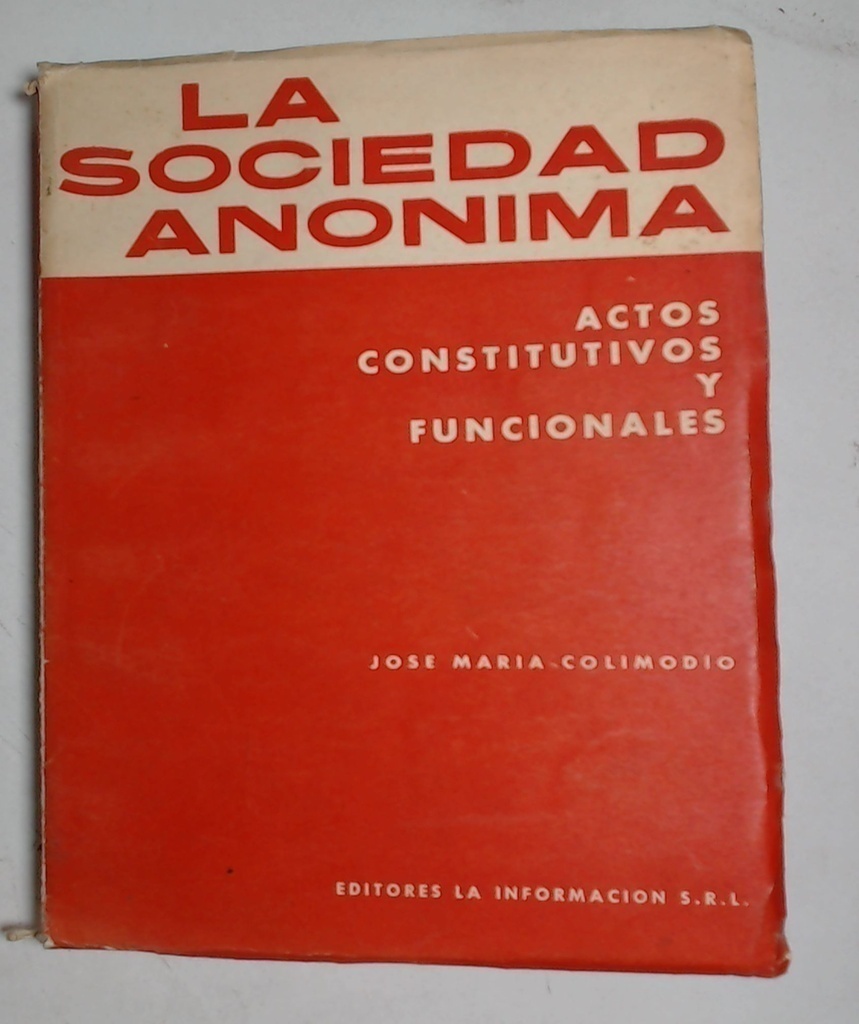 LA
SOCIEDAD
ANONIMA
ACTOS
CONSTITUTIVOS
Y
FUNCIONALES
JOSE MARIA COLIMODIO
EDITORES LA INFORMACION S.R.L.